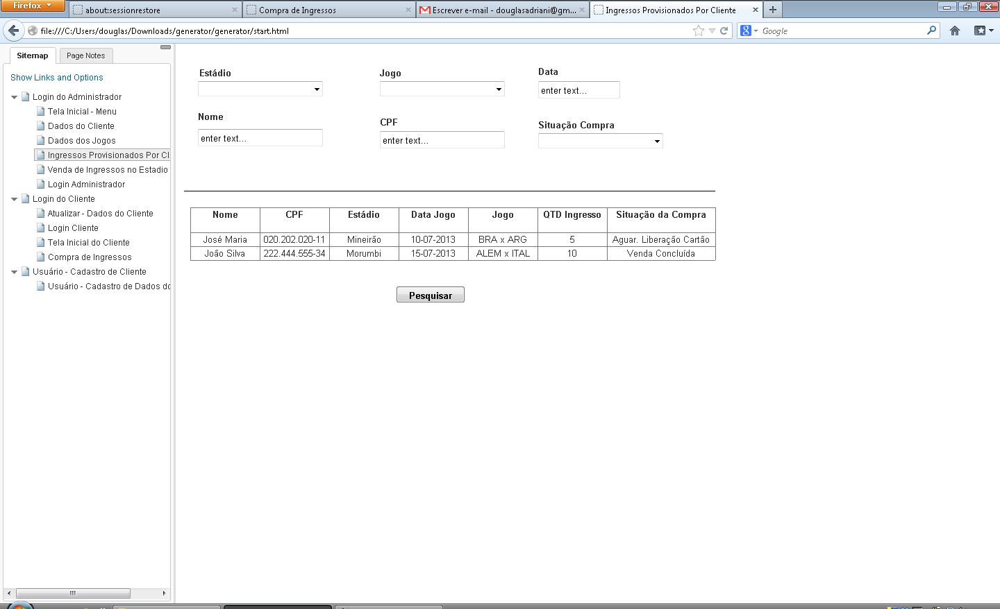 Firefox
about:sessionrestore
Compra de Ingressos
Escrever e-mail - douglasadriani@gm...
Ingressos Provisionados Por Cliente
file:///C:/Users/douglas/Downloads/generator/generator/start.html
Google
Sitemap
Page Notes
Show Links and Options
Login do Administrador
Tela Inicial - Menu
Dados do Cliente
Dados dos Jogos
Ingressos Provisionados Por Cl
Venda de Ingressos no Estadio
Login Administrador
Login do Cliente
Atualizar - Dados do Cliente
Login Cliente
Tela Inicial do Cliente
Compra de Ingressos
Usuário - Cadastro de Cliente
Usuário - Cadastro de Dados do
Estádio
Jogo
Data
enter text...
Nome
CPF
Situação Compra
enter text...
enter text...
Nome CPF Estádio Data Jogo Jogo QTD Ingresso Situação da Compra
José Maria 020.202.020-11 Mineirão 10-07-2013 BRA x ARG 5 Aguar. Liberação Cartão
João Silva 222.444.555-34 Morumbi 15-07-2013 ALEM x ITAL 10 Venda Concluída
Pesquisar